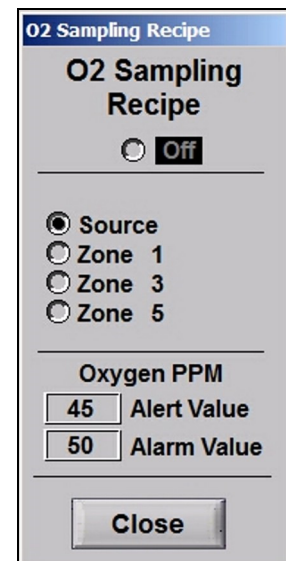 O2 Sampling Recipe
O2 Sampling
Recipe
Off
Source
Zone 1
Zone 3
Zone 5
Oxygen PPM
45 Alert Value
50 Alarm Value
Close